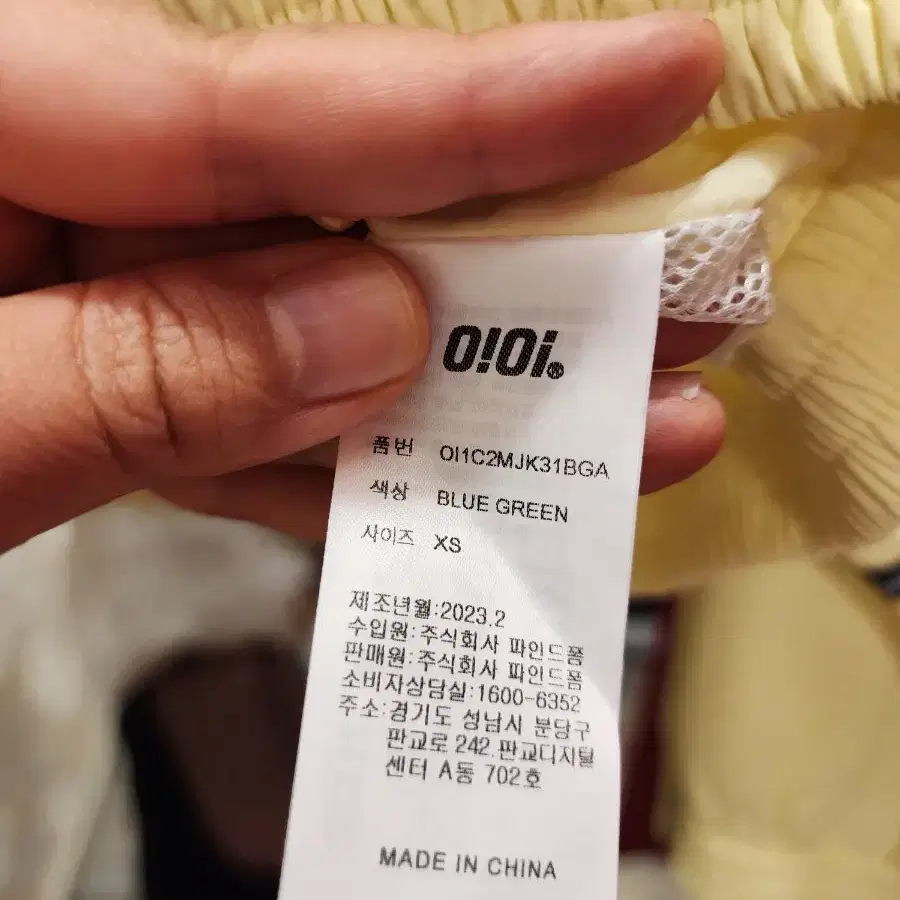 O!Oi®
품번 OI1C2MJK31BGA
색상 BLUE GREEN
사이즈 XS
제조년월:2023.2
수입원:주식회사 파인드폼
판매원:주식회사 파인드폼
소비자상담실:1600-6352
주소:경기도 성남시 분당구
판교로 242.판교디지털
센터 A동 702호
MADE IN CHINA